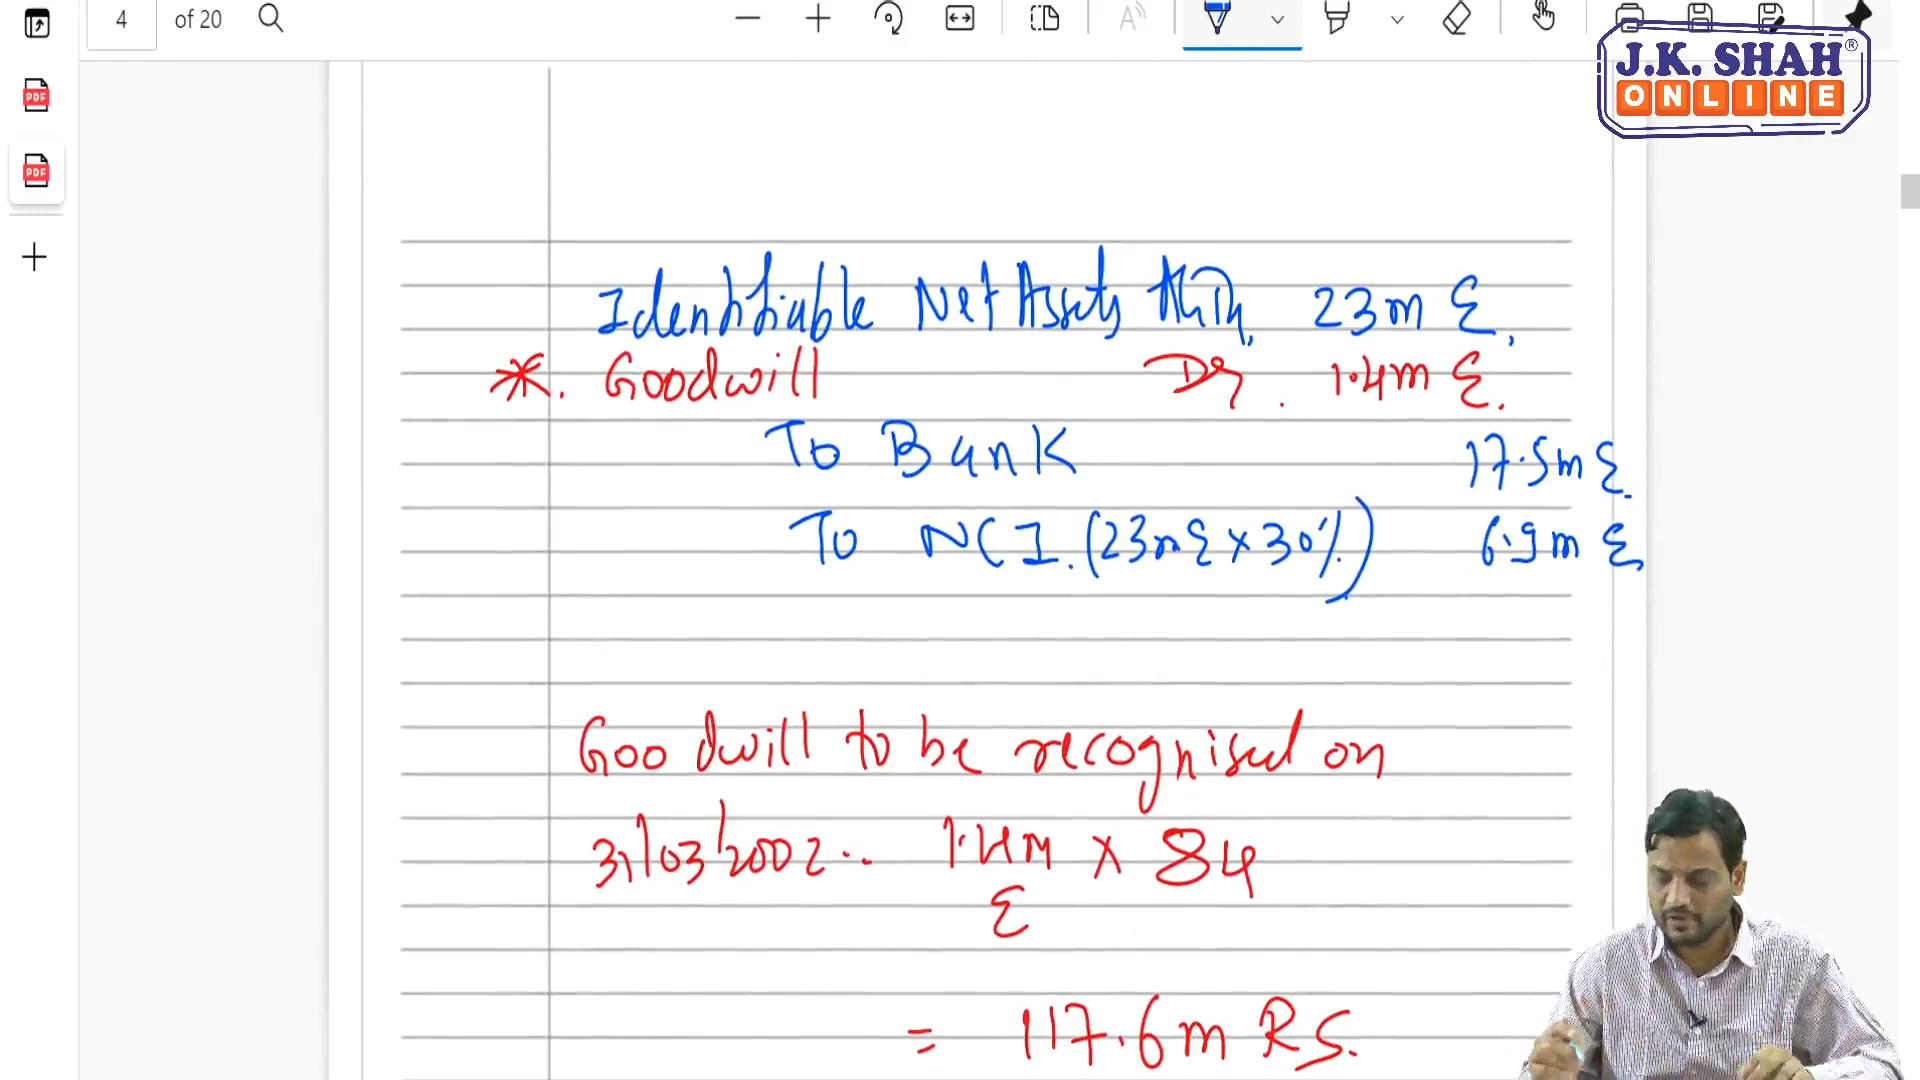 4 of 20
J.K. SHAH®
ONLINE
Identifiable Net Assets 23m £.
*. Goodwill Dr. 1.4m £.
To Bank 17.5m £.
To NCI. (23m£ x 30%) 6.9m £
Goodwill to be recognised on
31/03/2002.. 1.4m x 84
£
= 117.6m RS.